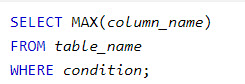 SELECT MAX(column_name)
FROM table_name
WHERE condition;